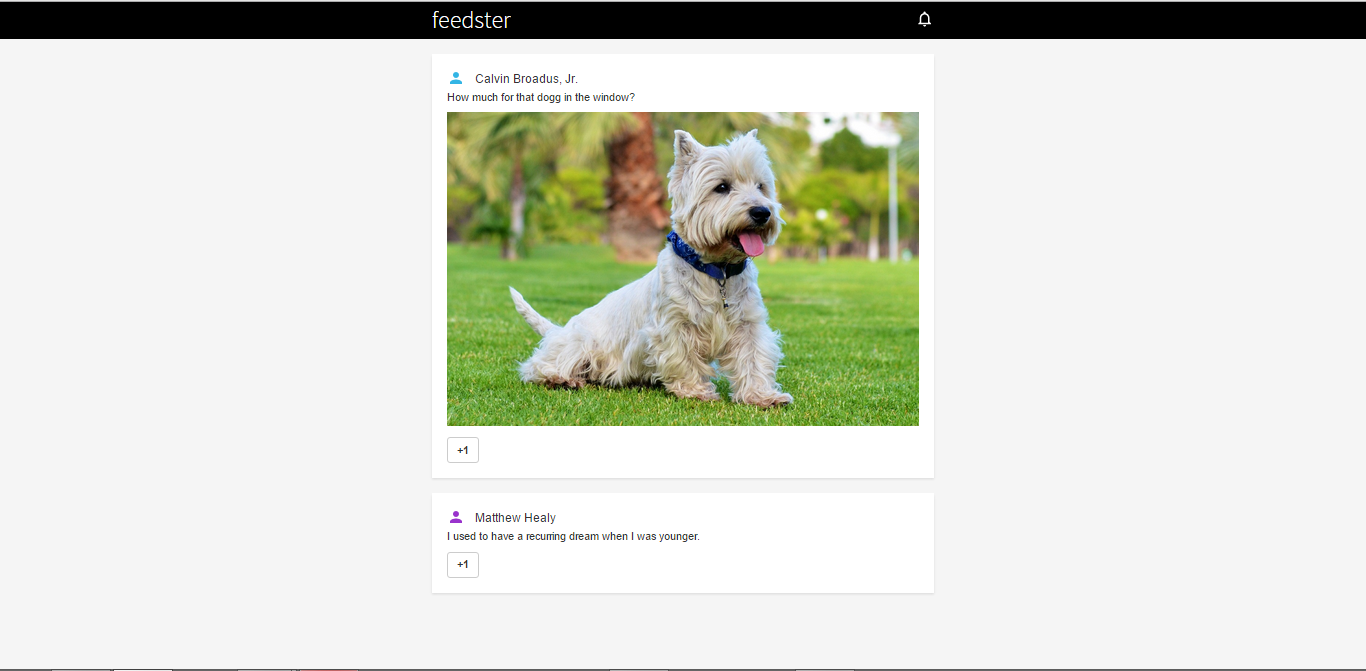 feedster
Calvin Broadus, Jr.
How much for that dogg in the window?
+1
Matthew Healy
I used to have a recurring dream when I was younger.
+1